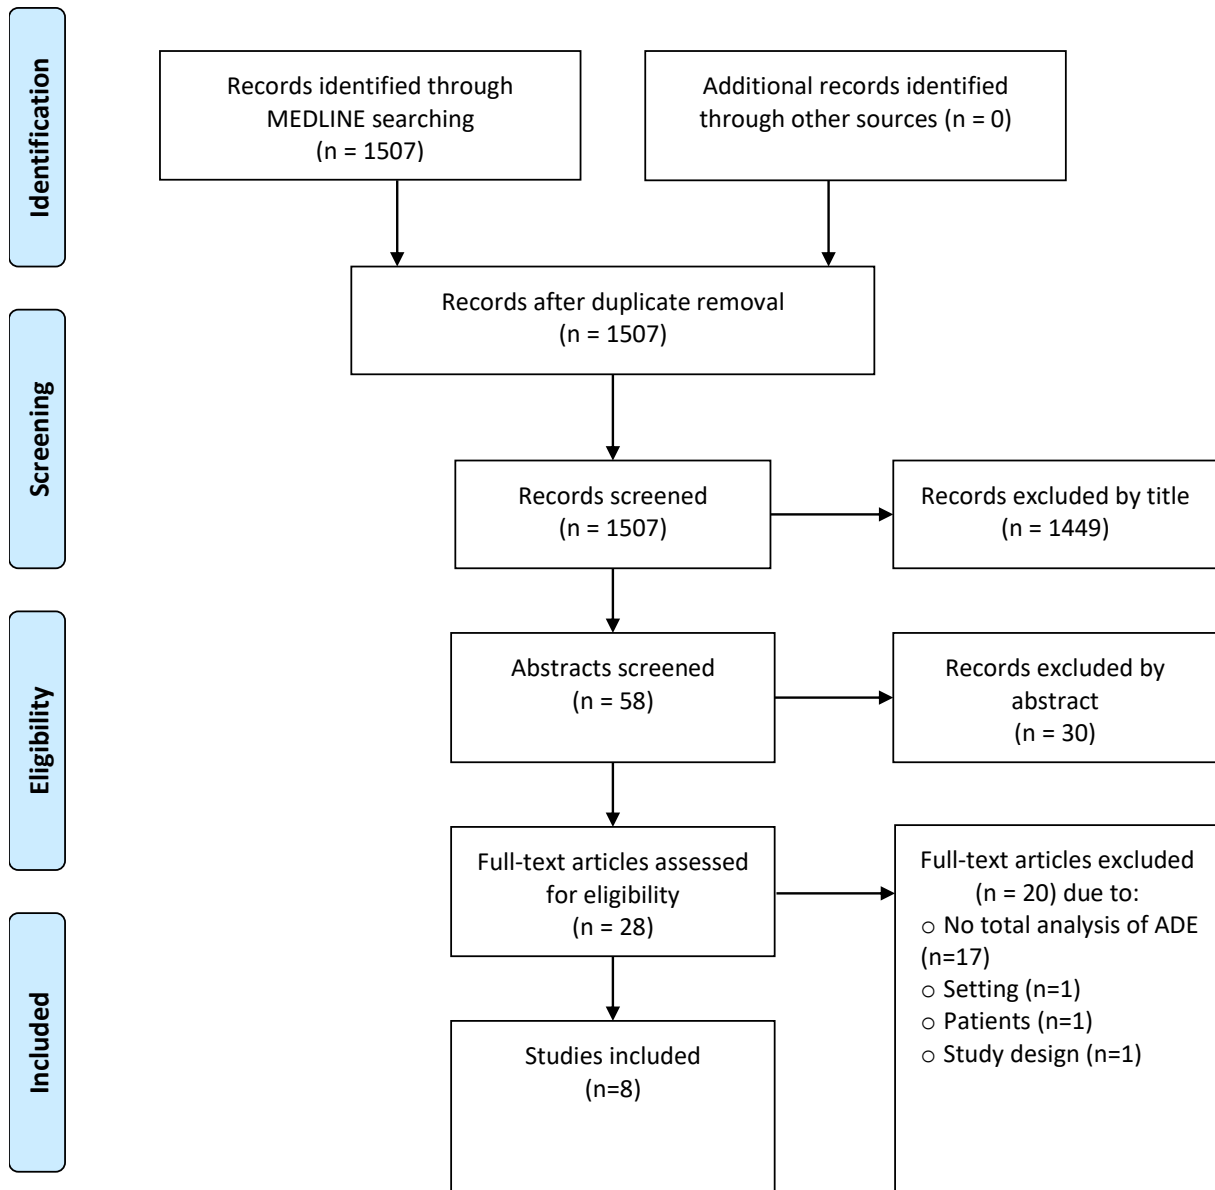 Identification
Records identified through
MEDLINE searching
(n = 1507)
Additional records identified
through other sources (n = 0)
Records after duplicate removal
(n = 1507)
Screening
Records screened
(n = 1507)
Records excluded by title
(n = 1449)
Eligibility
Abstracts screened
(n = 58)
Records excluded by
abstract
(n = 30)
Full-text articles assessed
for eligibility
(n = 28)
Full-text articles excluded
(n = 20) due to:
○ No total analysis of ADE
(n=17)
○ Setting (n=1)
○ Patients (n=1)
○ Study design (n=1)
Included
Studies included
(n=8)